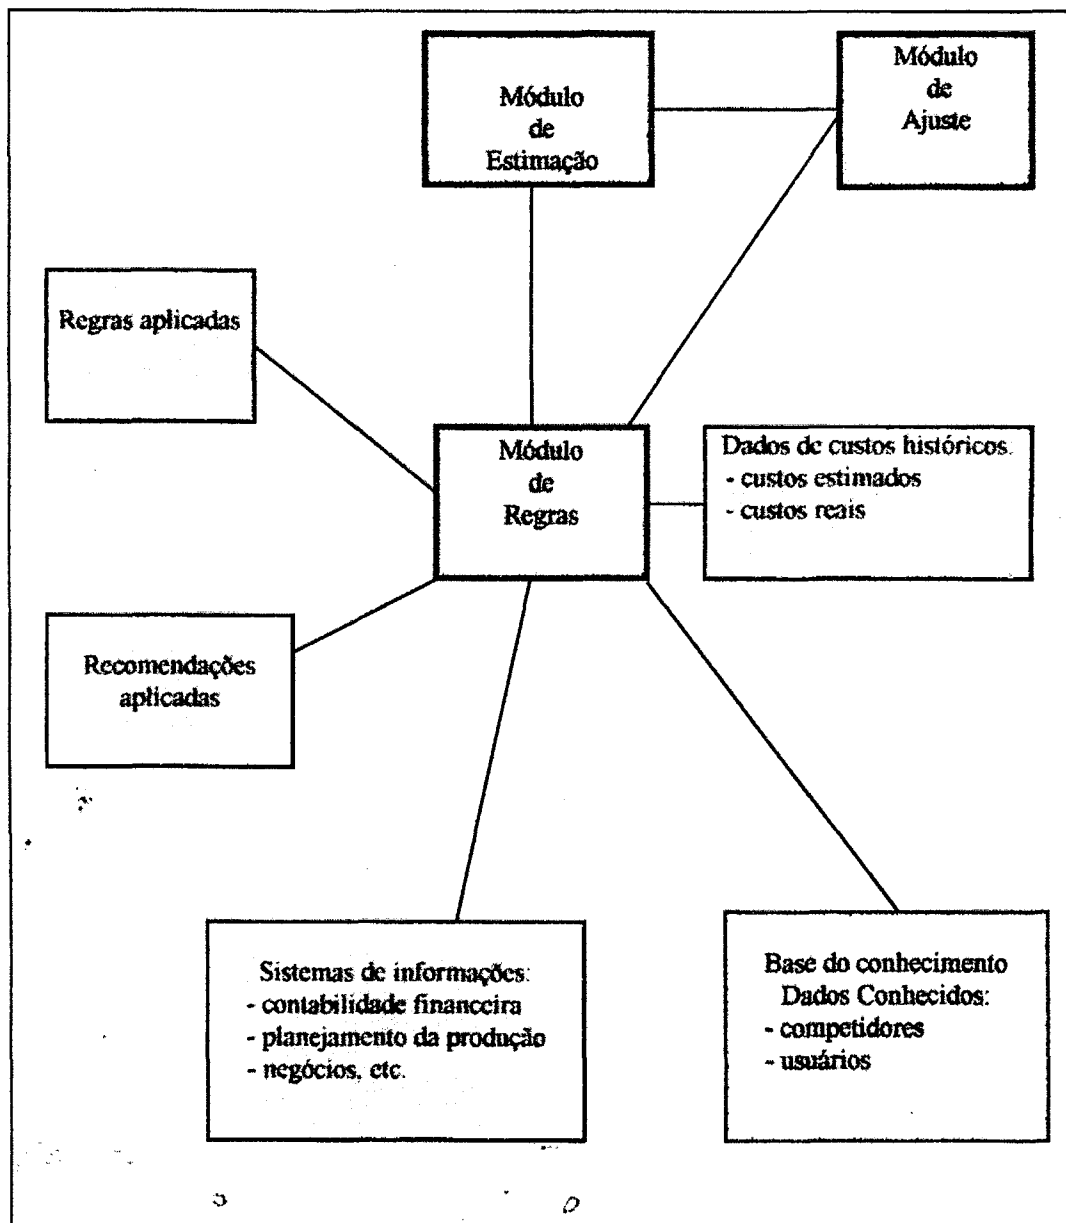 Módulo
de
Estimação
Módulo
de
Ajuste
Regras aplicadas
Módulo
de
Regras
Dados de custos históricos:
- custos estimados
- custos reais
Recomendações
aplicadas
Sistemas de informações:
- contabilidade financeira
- planejamento da produção
- negócios, etc.
Base do conhecimento
Dados Conhecidos:
- competidores
- usuários